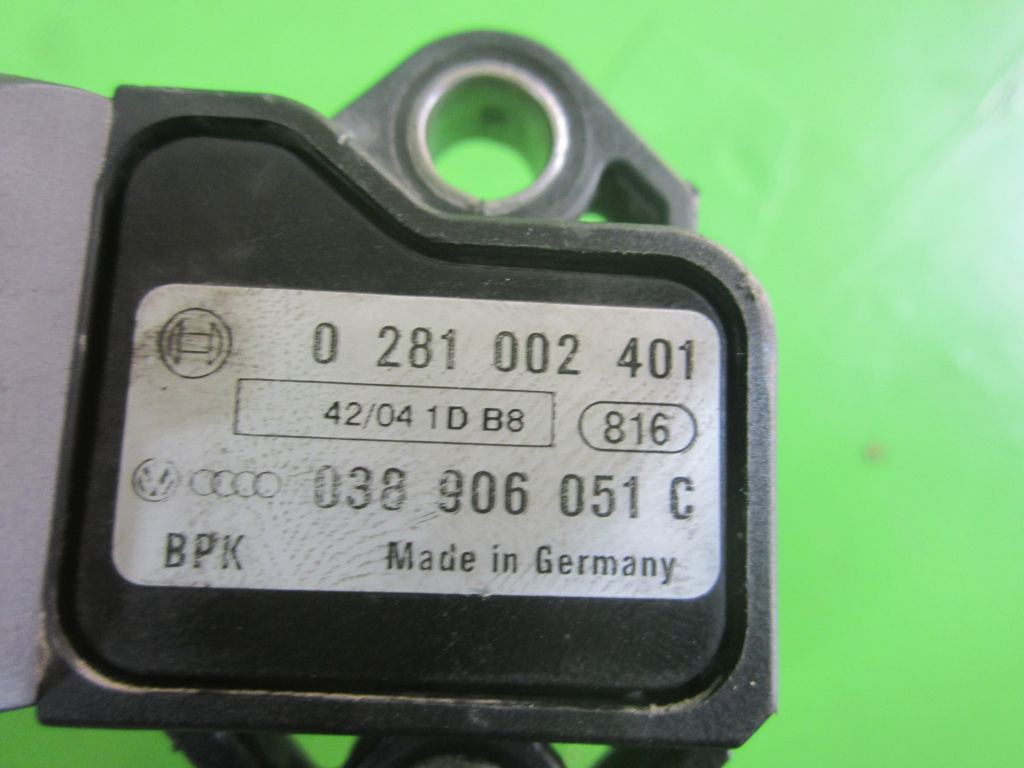 0 281 002 401
42/04 1D B8 816
038 906 051 C
BPK Made in Germany